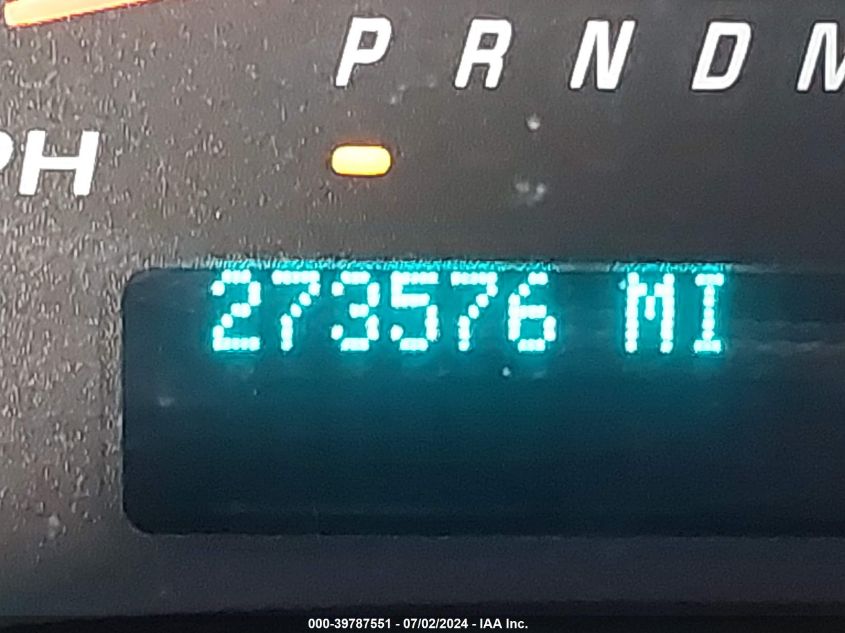 P R N D M
PH
273576 MI
000-39787551 - 07/02/2024 - IAA Inc.